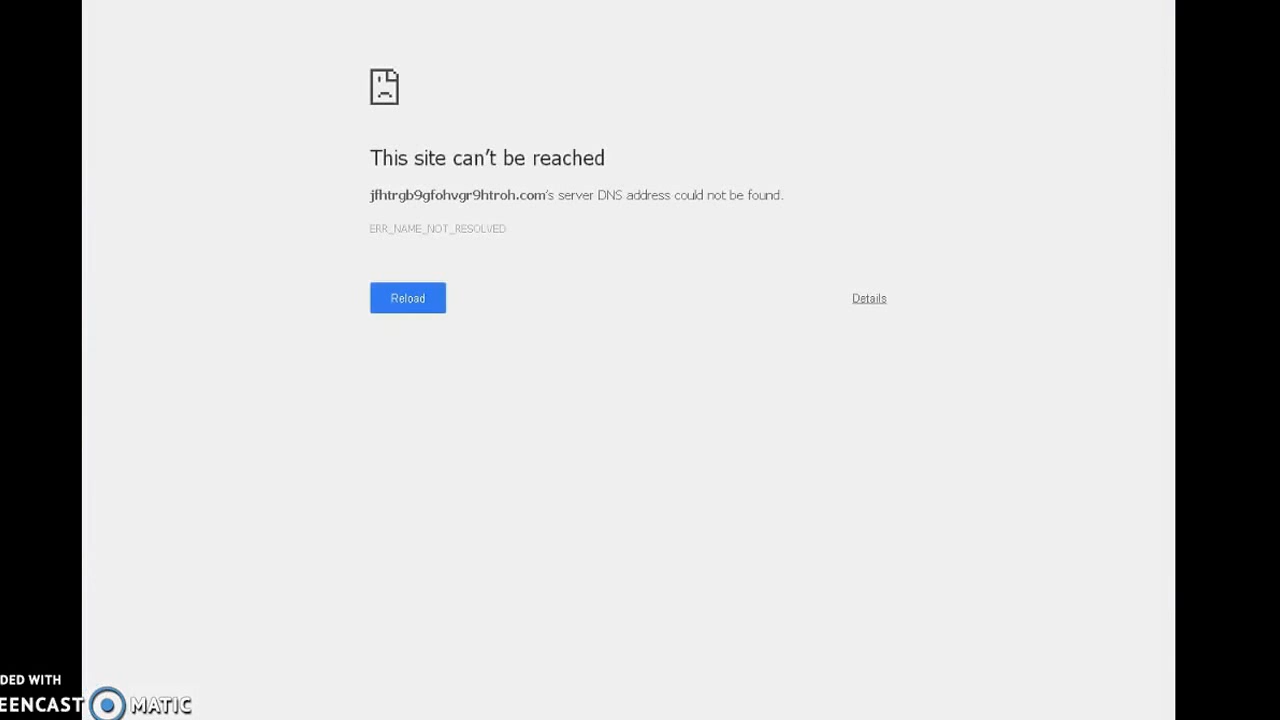 This site can't be reached
jfhtrgb9gfohvgr9htroh.com's server DNS address could not be found.
ERR_NAME_NOT_RESOLVED
Reload
Details
DED WITH
EENCAST MATIC